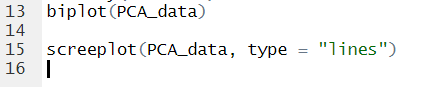 13 biplot(PCA_data)
14
15 screeplot(PCA_data, type = "lines")
16